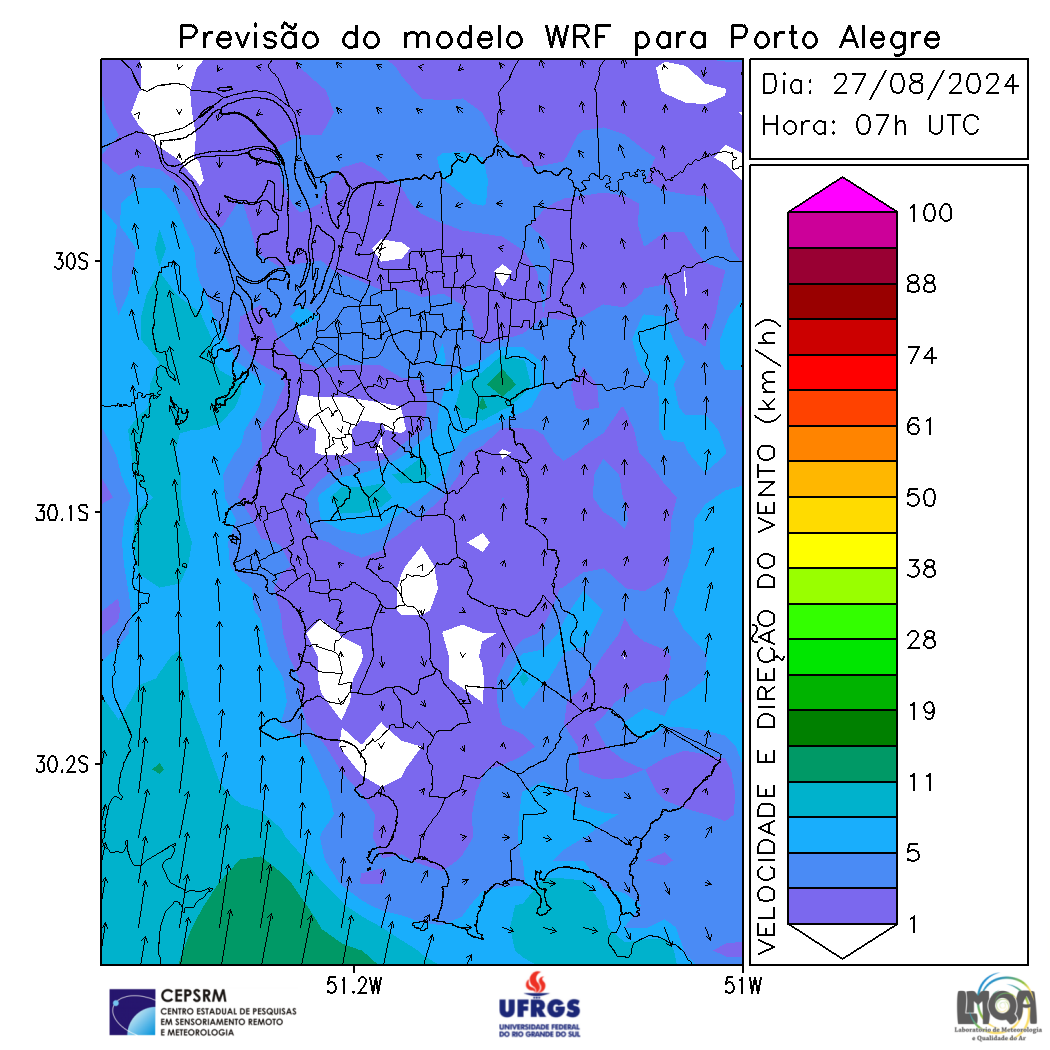 Previsão do modelo WRF para Porto Alegre
Dia: 27/08/2024
Hora: 07h UTC
30S
30.1S
30.2S
51.2W
51W
VELOCIDADE E DIREÇÃO DO VENTO (km/h)
100
88
74
61
50
38
28
19
11
5
1
CEPSRM
CENTRO ESTADUAL DE PESQUISAS
EM SENSORIAMENTO REMOTO
E METEOROLOGIA
UFRGS
UNIVERSIDADE FEDERAL
DO RIO GRANDE DO SUL
LMQA
Laboratório de Meteorologia
e Qualidade do Ar